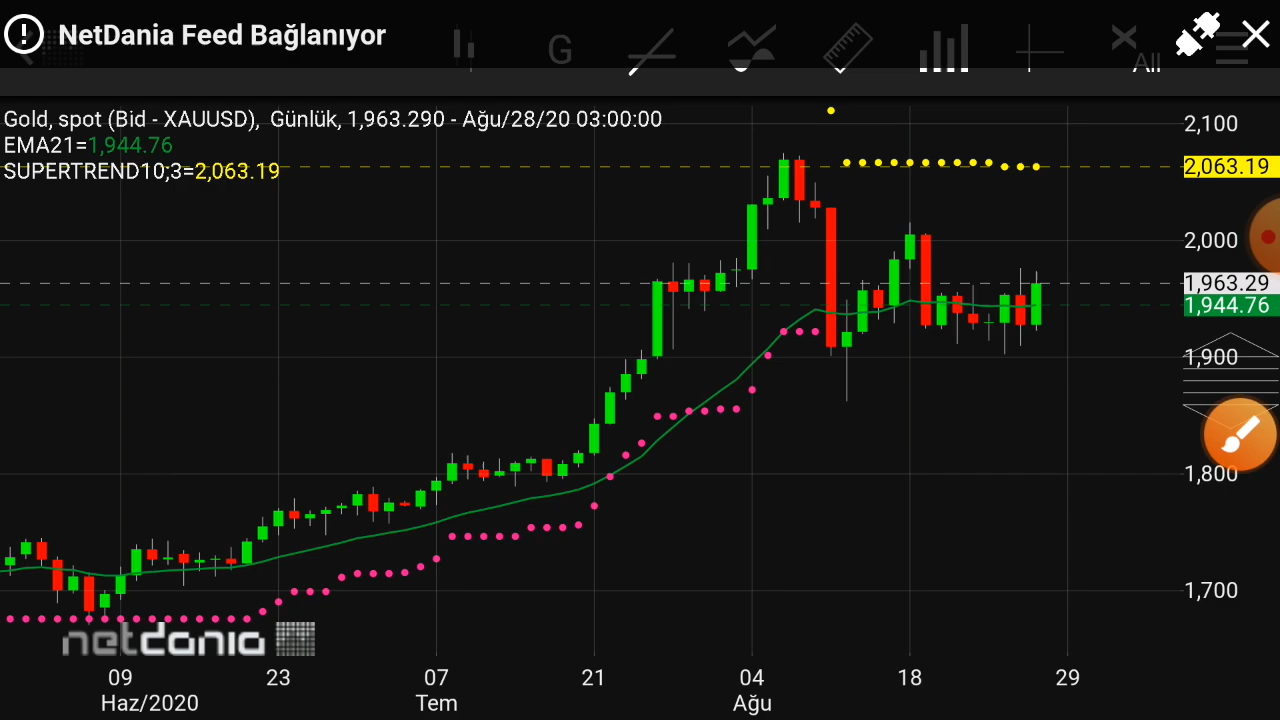 NetDania Feed Bağlanıyor
G
All
Gold, spot (Bid - XAUUSD),  Günlük, 1,963.290 - Ağu/28/20 03:00:00
EMA21=1,944.76
SUPERTREND10;3=2,063.19
2,100
2,063.19
2,000
1,963.29
1,944.76
1,900
1,800
1,700
netdania
09 23 07 21 04 18 29
Haz/2020 Tem Ağu